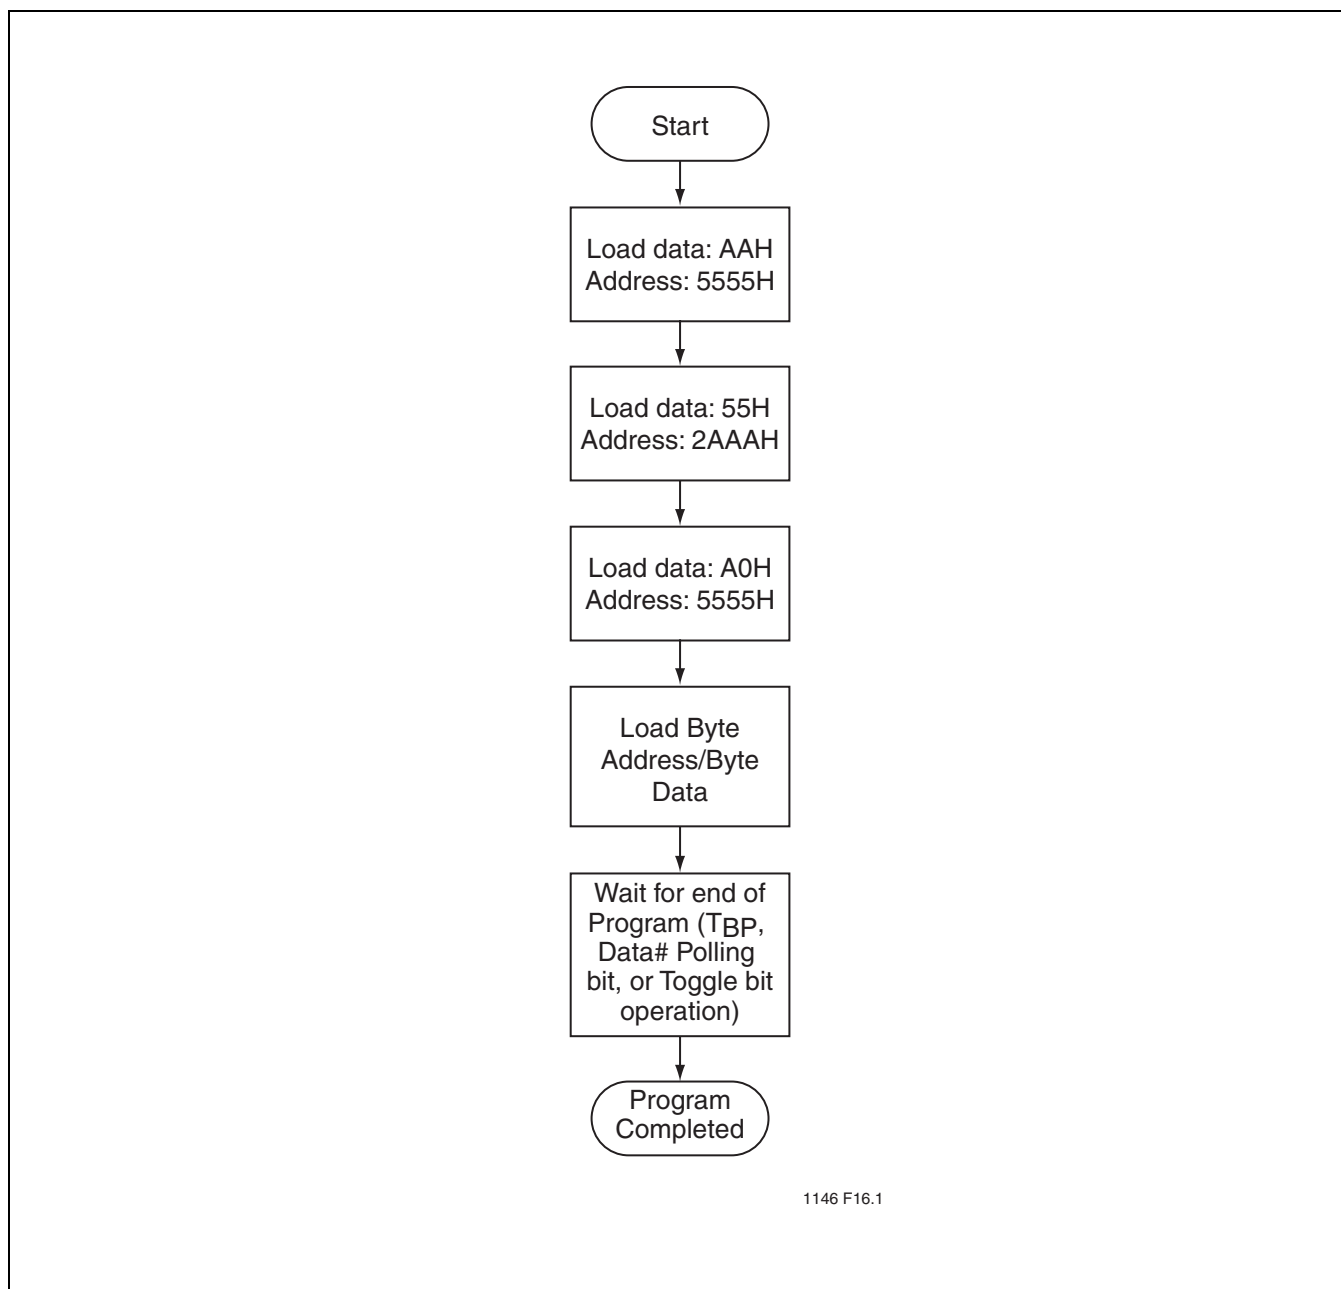 Start
Load data: AAH
Address: 5555H
Load data: 55H
Address: 2AAAH
Load data: A0H
Address: 5555H
Load Byte
Address/Byte
Data
Wait for end of
Program (TBP,
Data# Polling
bit, or Toggle bit
operation)
Program
Completed
1146 F16.1